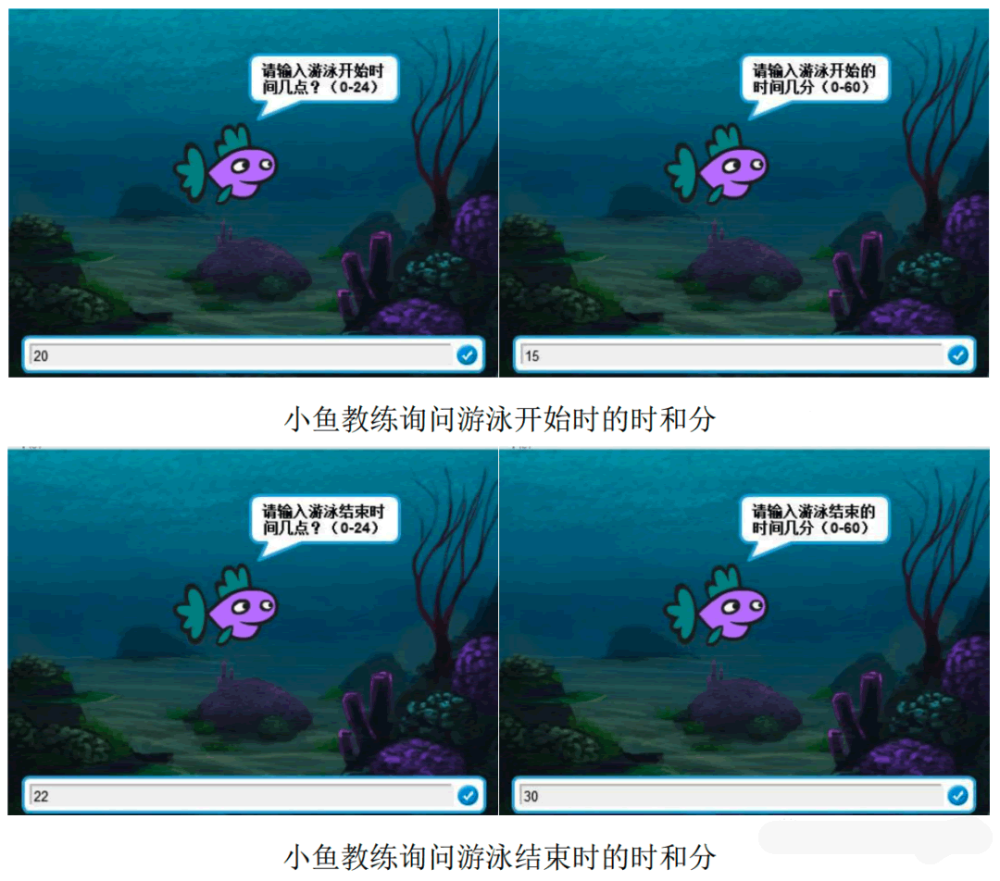 请输入游泳开始时
间几点？（0-24）
请输入游泳开始的
时间几分（0-60）
20
15
小鱼教练询问游泳开始时的时和分
请输入游泳结束时
间几点？（0-24）
请输入游泳结束的
时间几分（0-60）
22
30
小鱼教练询问游泳结束时的时和分